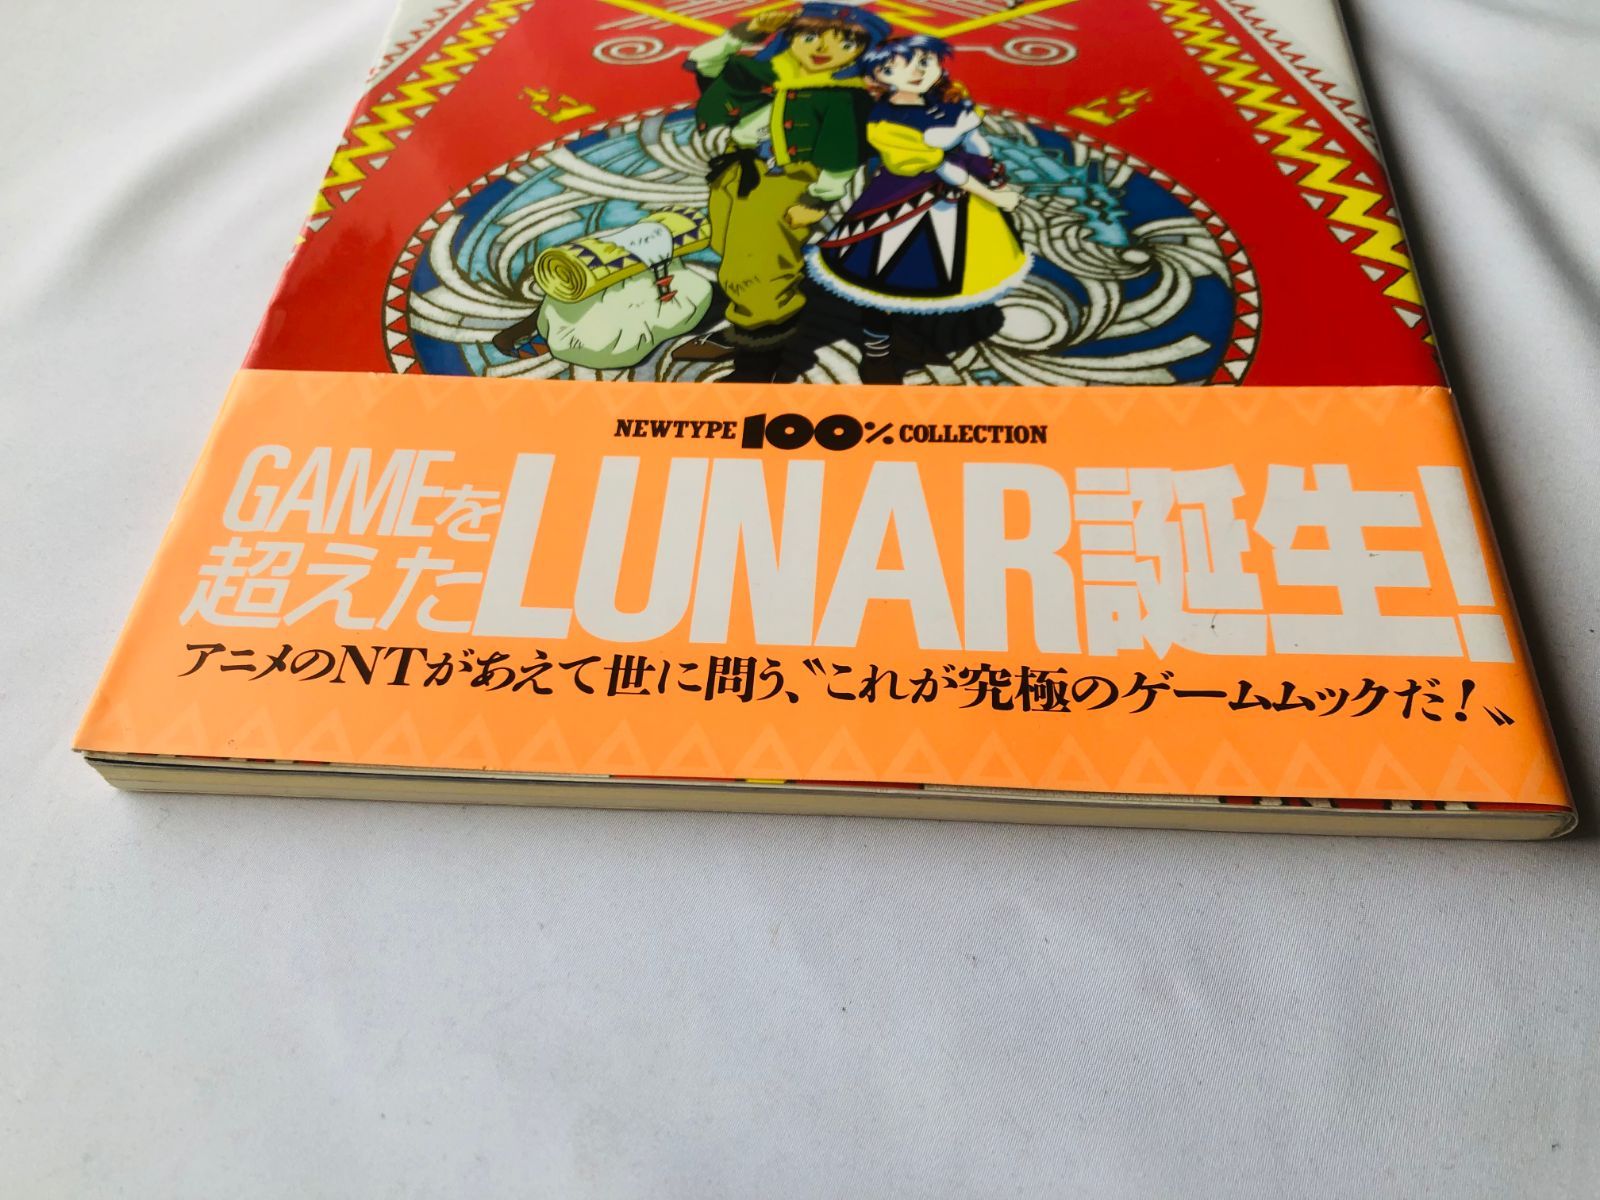 NEWTYPE 100% COLLECTION
GAMEを
超えた
LUNAR誕生!
アニメのNTがあえて世に問う、〝これが究極のゲームムックだ!〟